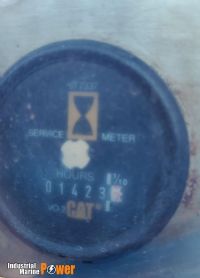 SERVICE METER
HOURS
1/10
01423
CAT®
Industrial
Marine Power